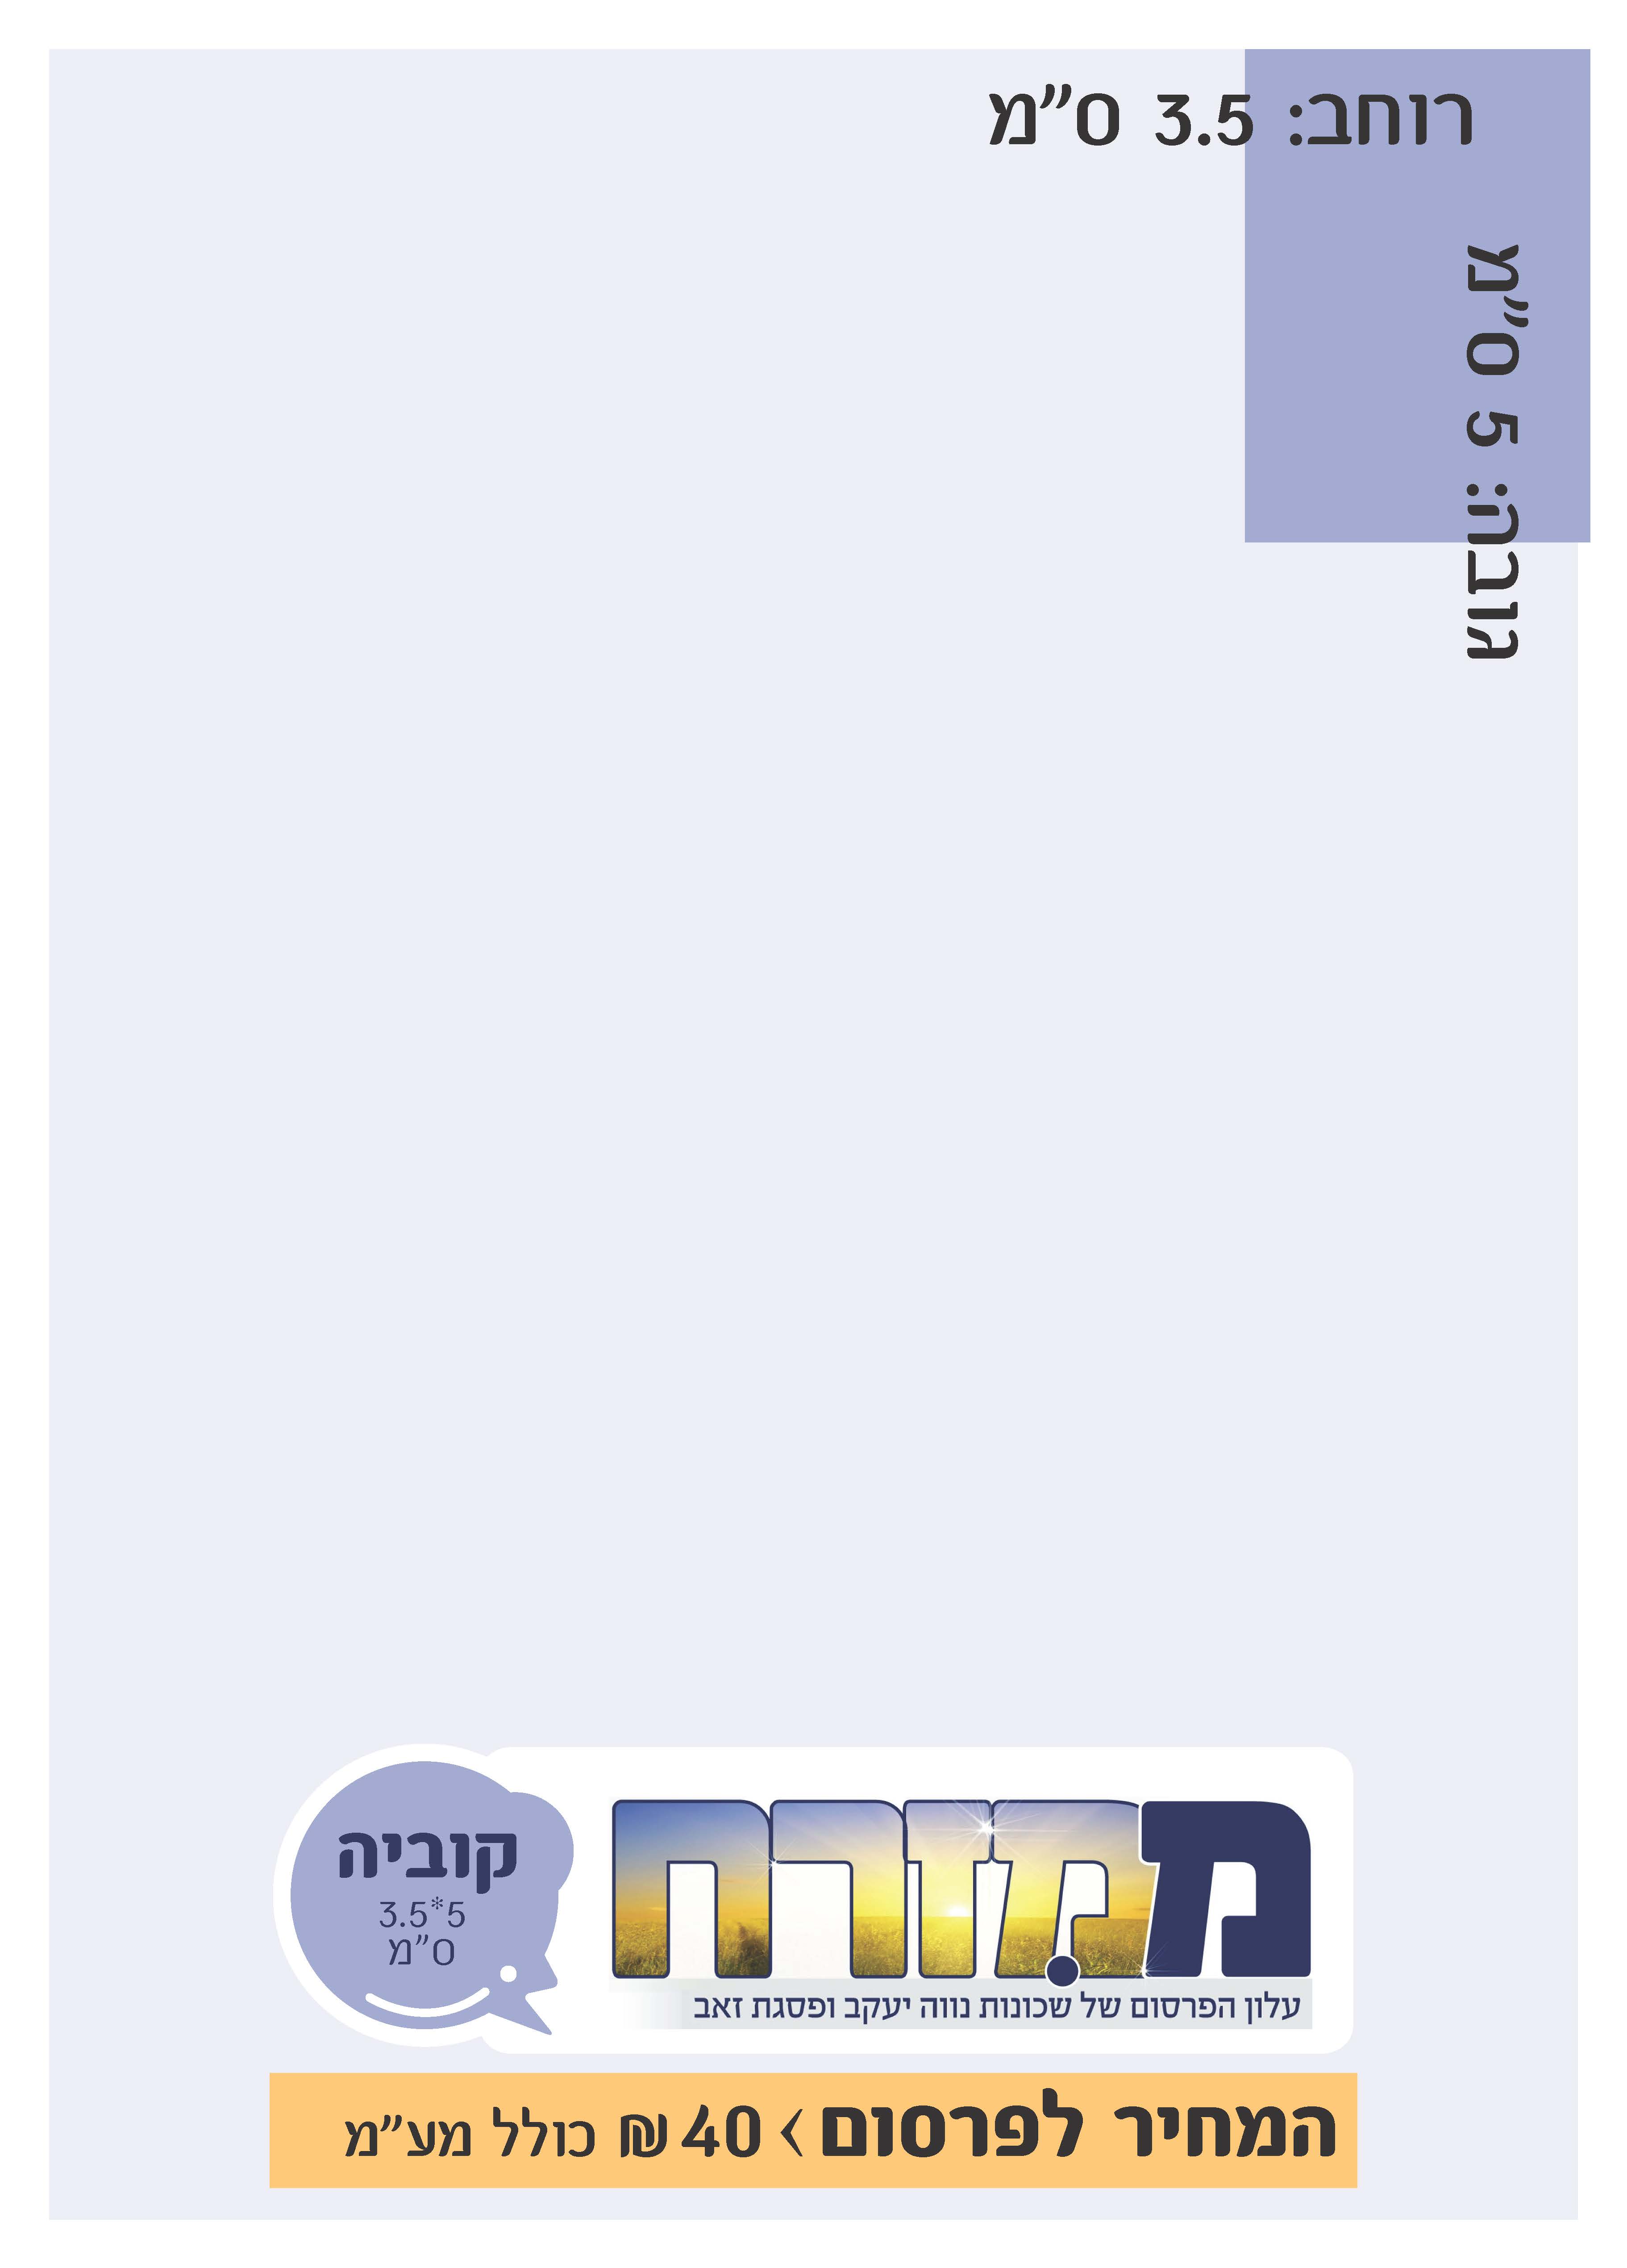 רוחב: 3.5 ס"מ
גובה: 5 ס"מ
קוביה
3.5*5
ס"מ
ממזרח
עלון הפרסום של שכונות נווה יעקב ופסגת זאב
המחיר לפרסום > 40 ₪ כולל מע"מ